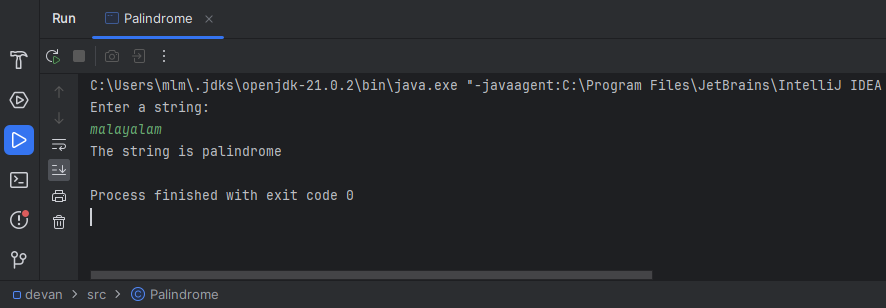 Run Palindrome
C:\Users\mlm\.jdks\openjdk-21.0.2\bin\java.exe "-javaagent:C:\Program Files\JetBrains\IntelliJ IDEA
Enter a string:
malayalam
The string is palindrome
Process finished with exit code 0
devan > src > Palindrome